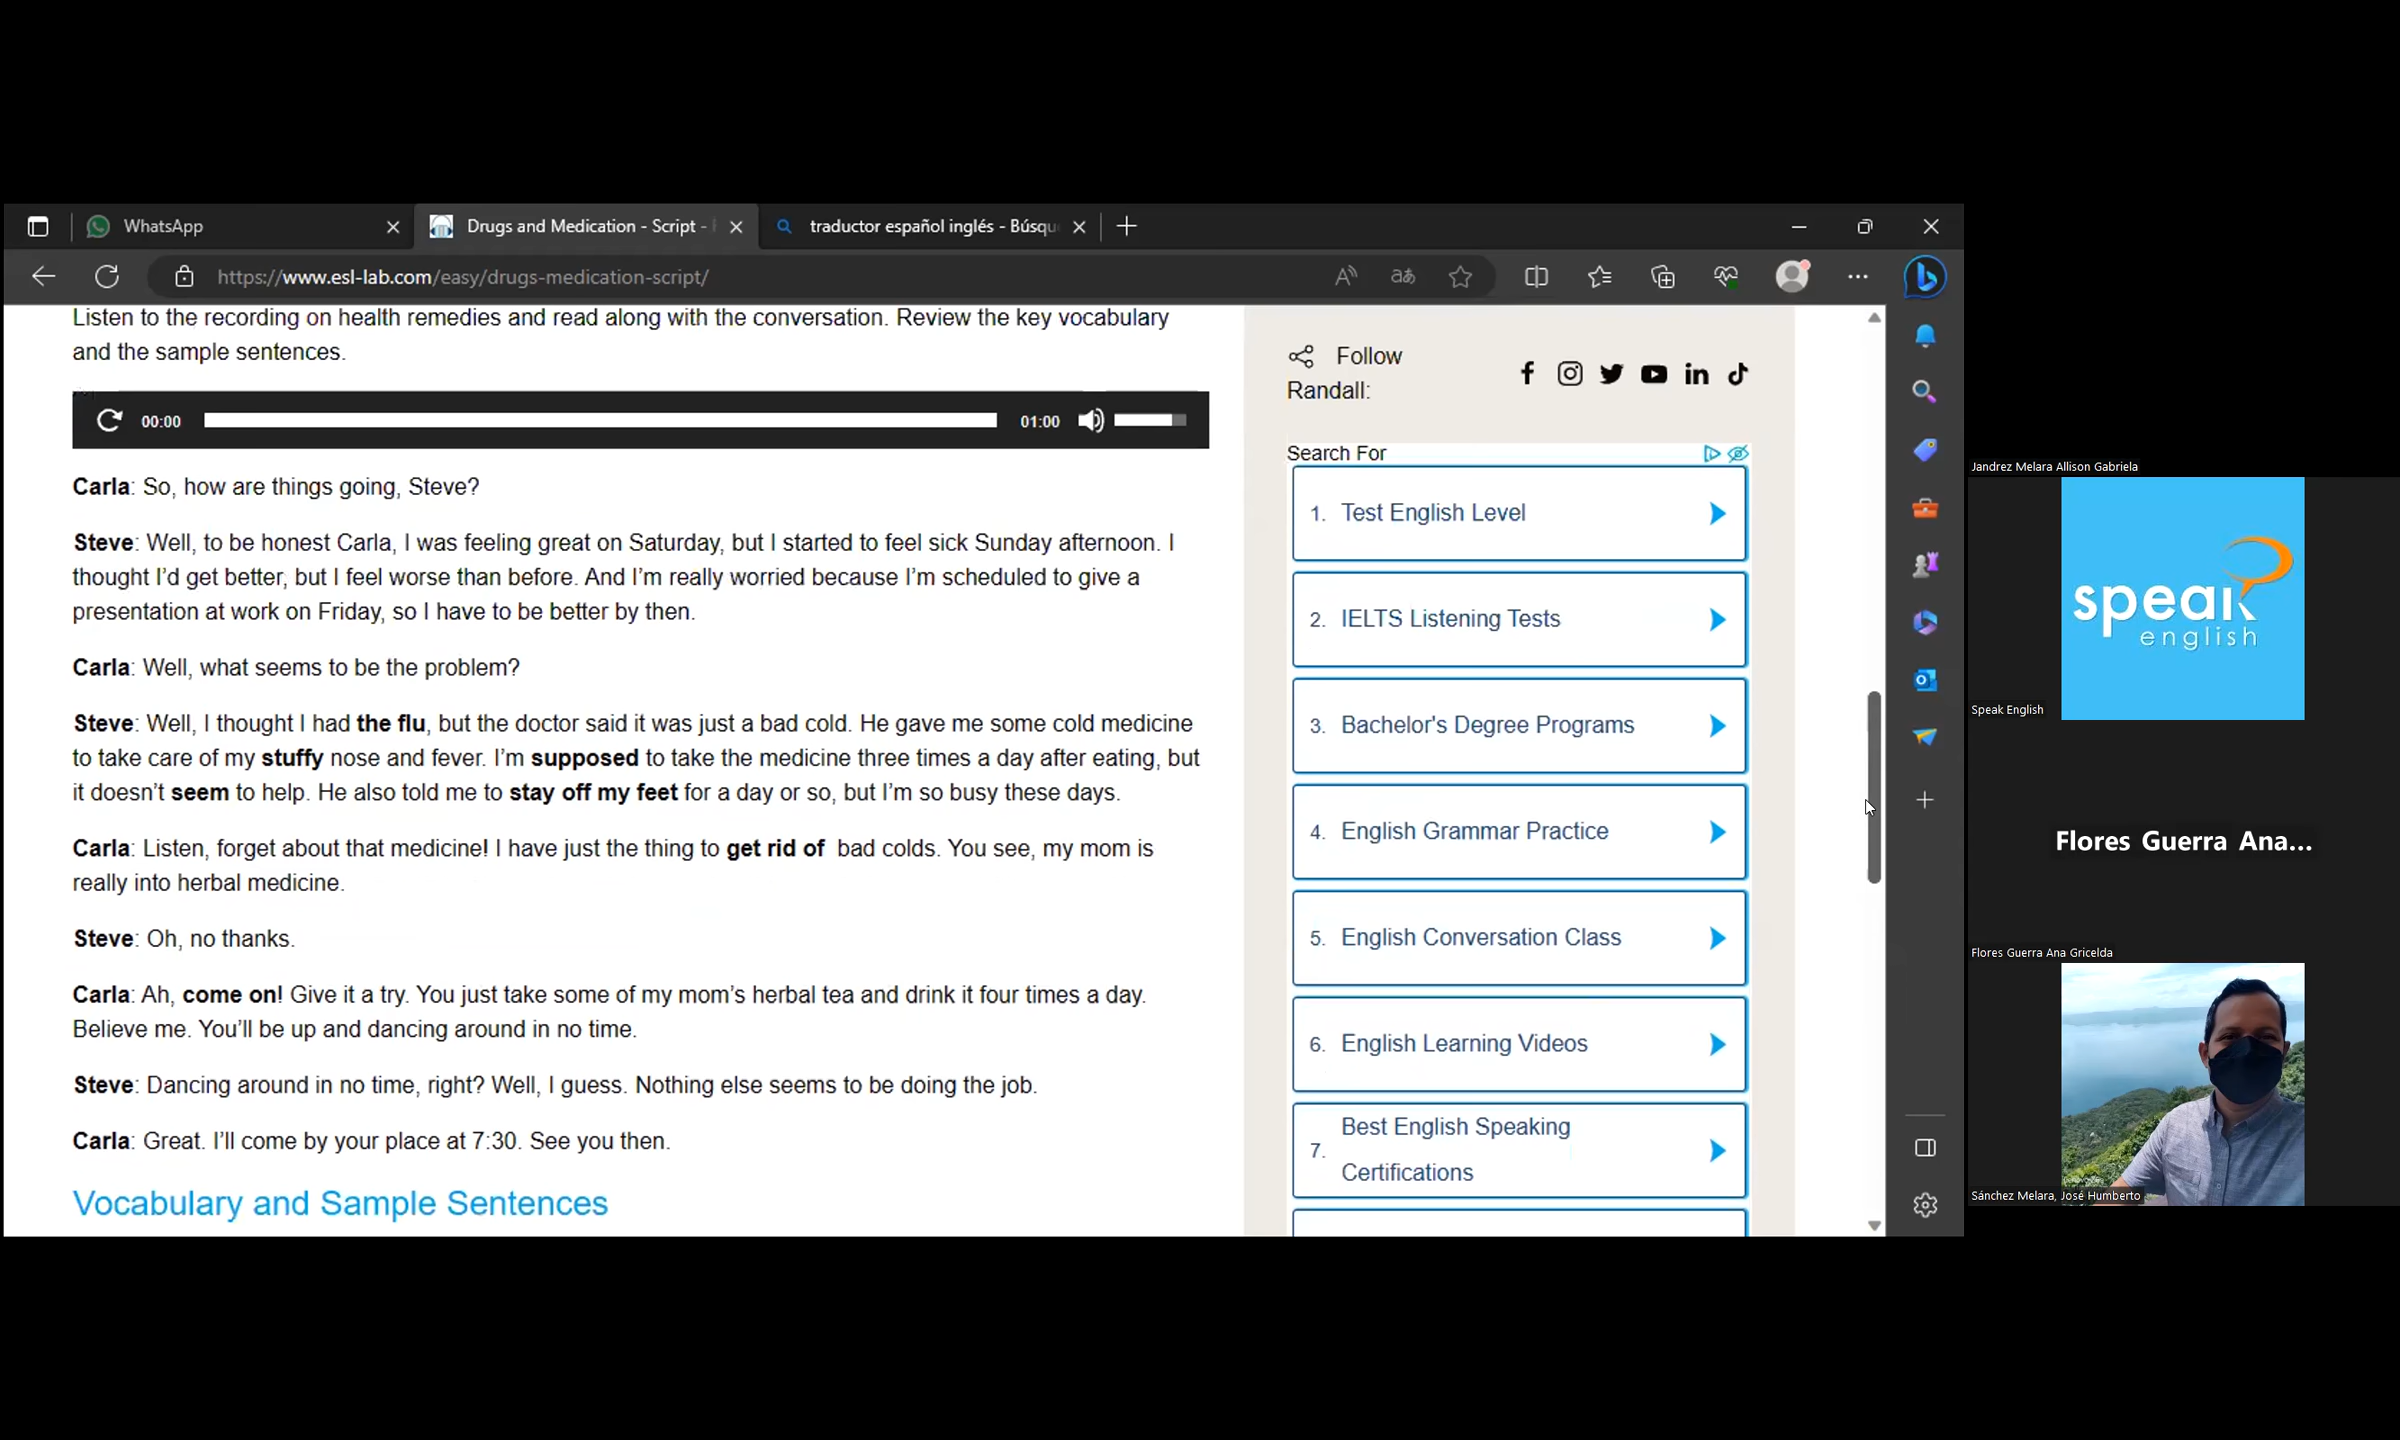 WhatsApp
Drugs and Medication - Script -
traductor español inglés - Búsqu
https://www.esl-lab.com/easy/drugs-medication-script/
Listen to the recording on health remedies and read along with the conversation. Review the key vocabulary
and the sample sentences.
00:00
01:00
Carla: So, how are things going, Steve?
Steve: Well, to be honest Carla, I was feeling great on Saturday, but I started to feel sick Sunday afternoon. I
thought I’d get better, but I feel worse than before. And I’m really worried because I’m scheduled to give a
presentation at work on Friday, so I have to be better by then.
Carla: Well, what seems to be the problem?
Steve: Well, I thought I had the flu, but the doctor said it was just a bad cold. He gave me some cold medicine
to take care of my stuffy nose and fever. I’m supposed to take the medicine three times a day after eating, but
it doesn’t seem to help. He also told me to stay off my feet for a day or so, but I’m so busy these days.
Carla: Listen, forget about that medicine! I have just the thing to get rid of bad colds. You see, my mom is
really into herbal medicine.
Steve: Oh, no thanks.
Carla: Ah, come on! Give it a try. You just take some of my mom’s herbal tea and drink it four times a day.
Believe me. You’ll be up and dancing around in no time.
Steve: Dancing around in no time, right? Well, I guess. Nothing else seems to be doing the job.
Carla: Great. I’ll come by your place at 7:30. See you then.
Vocabulary and Sample Sentences
Follow
Randall:
Search For
1. Test English Level
2. IELTS Listening Tests
3. Bachelor's Degree Programs
4. English Grammar Practice
5. English Conversation Class
6. English Learning Videos
7. Best English Speaking
Certifications
Jandrez Melara Allison Gabriela
speak
english
Speak English
Flores Guerra Ana...
Flores Guerra Ana Gricelda
Sánchez Melara, José Humberto